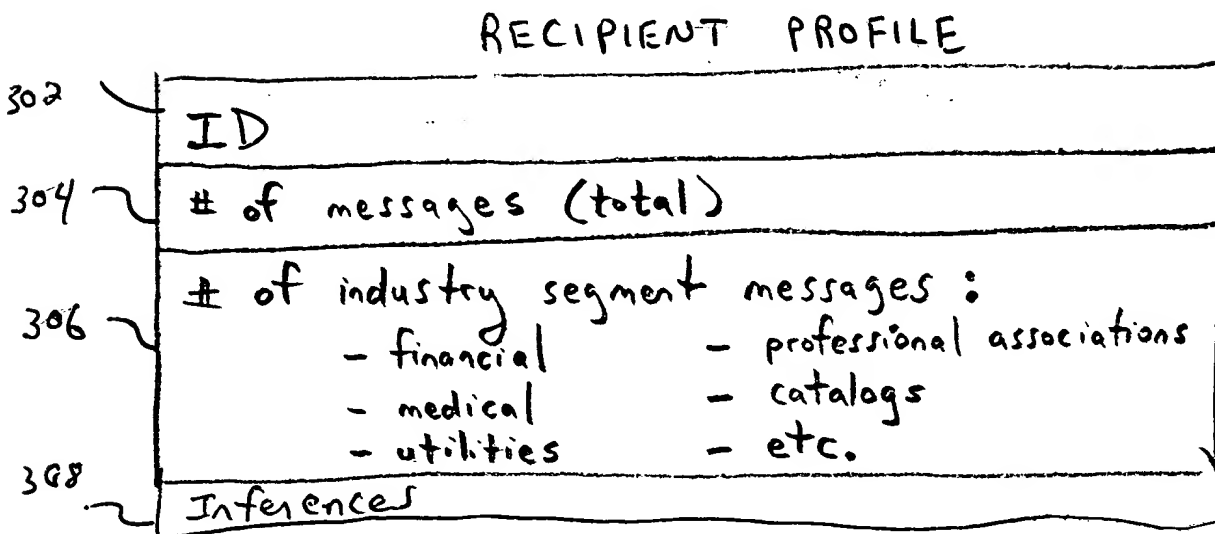 RECIPIENT PROFILE
302 ID
304 # of messages (total)
306 # of industry segment messages :
- financial - professional associations
- medical - catalogs
- utilities - etc.
308 Inferences